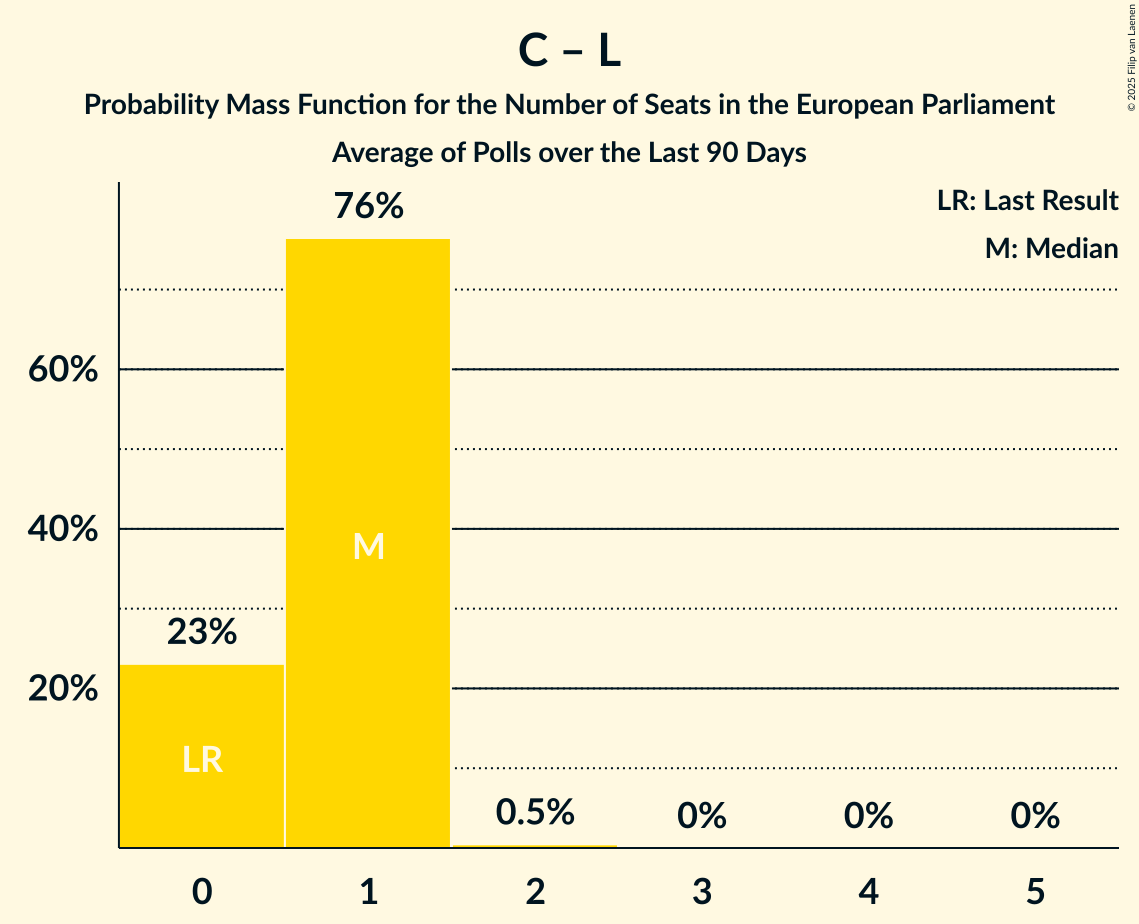 C – L
Probability Mass Function for the Number of Seats in the European Parliament
Average of Polls over the Last 90 Days
© 2025 Filip van Laenen
LR: Last Result
M: Median
76%
60%
40%
M
23%
20%
LR
0.5%
0%
0%
0%
0
1
2
3
4
5